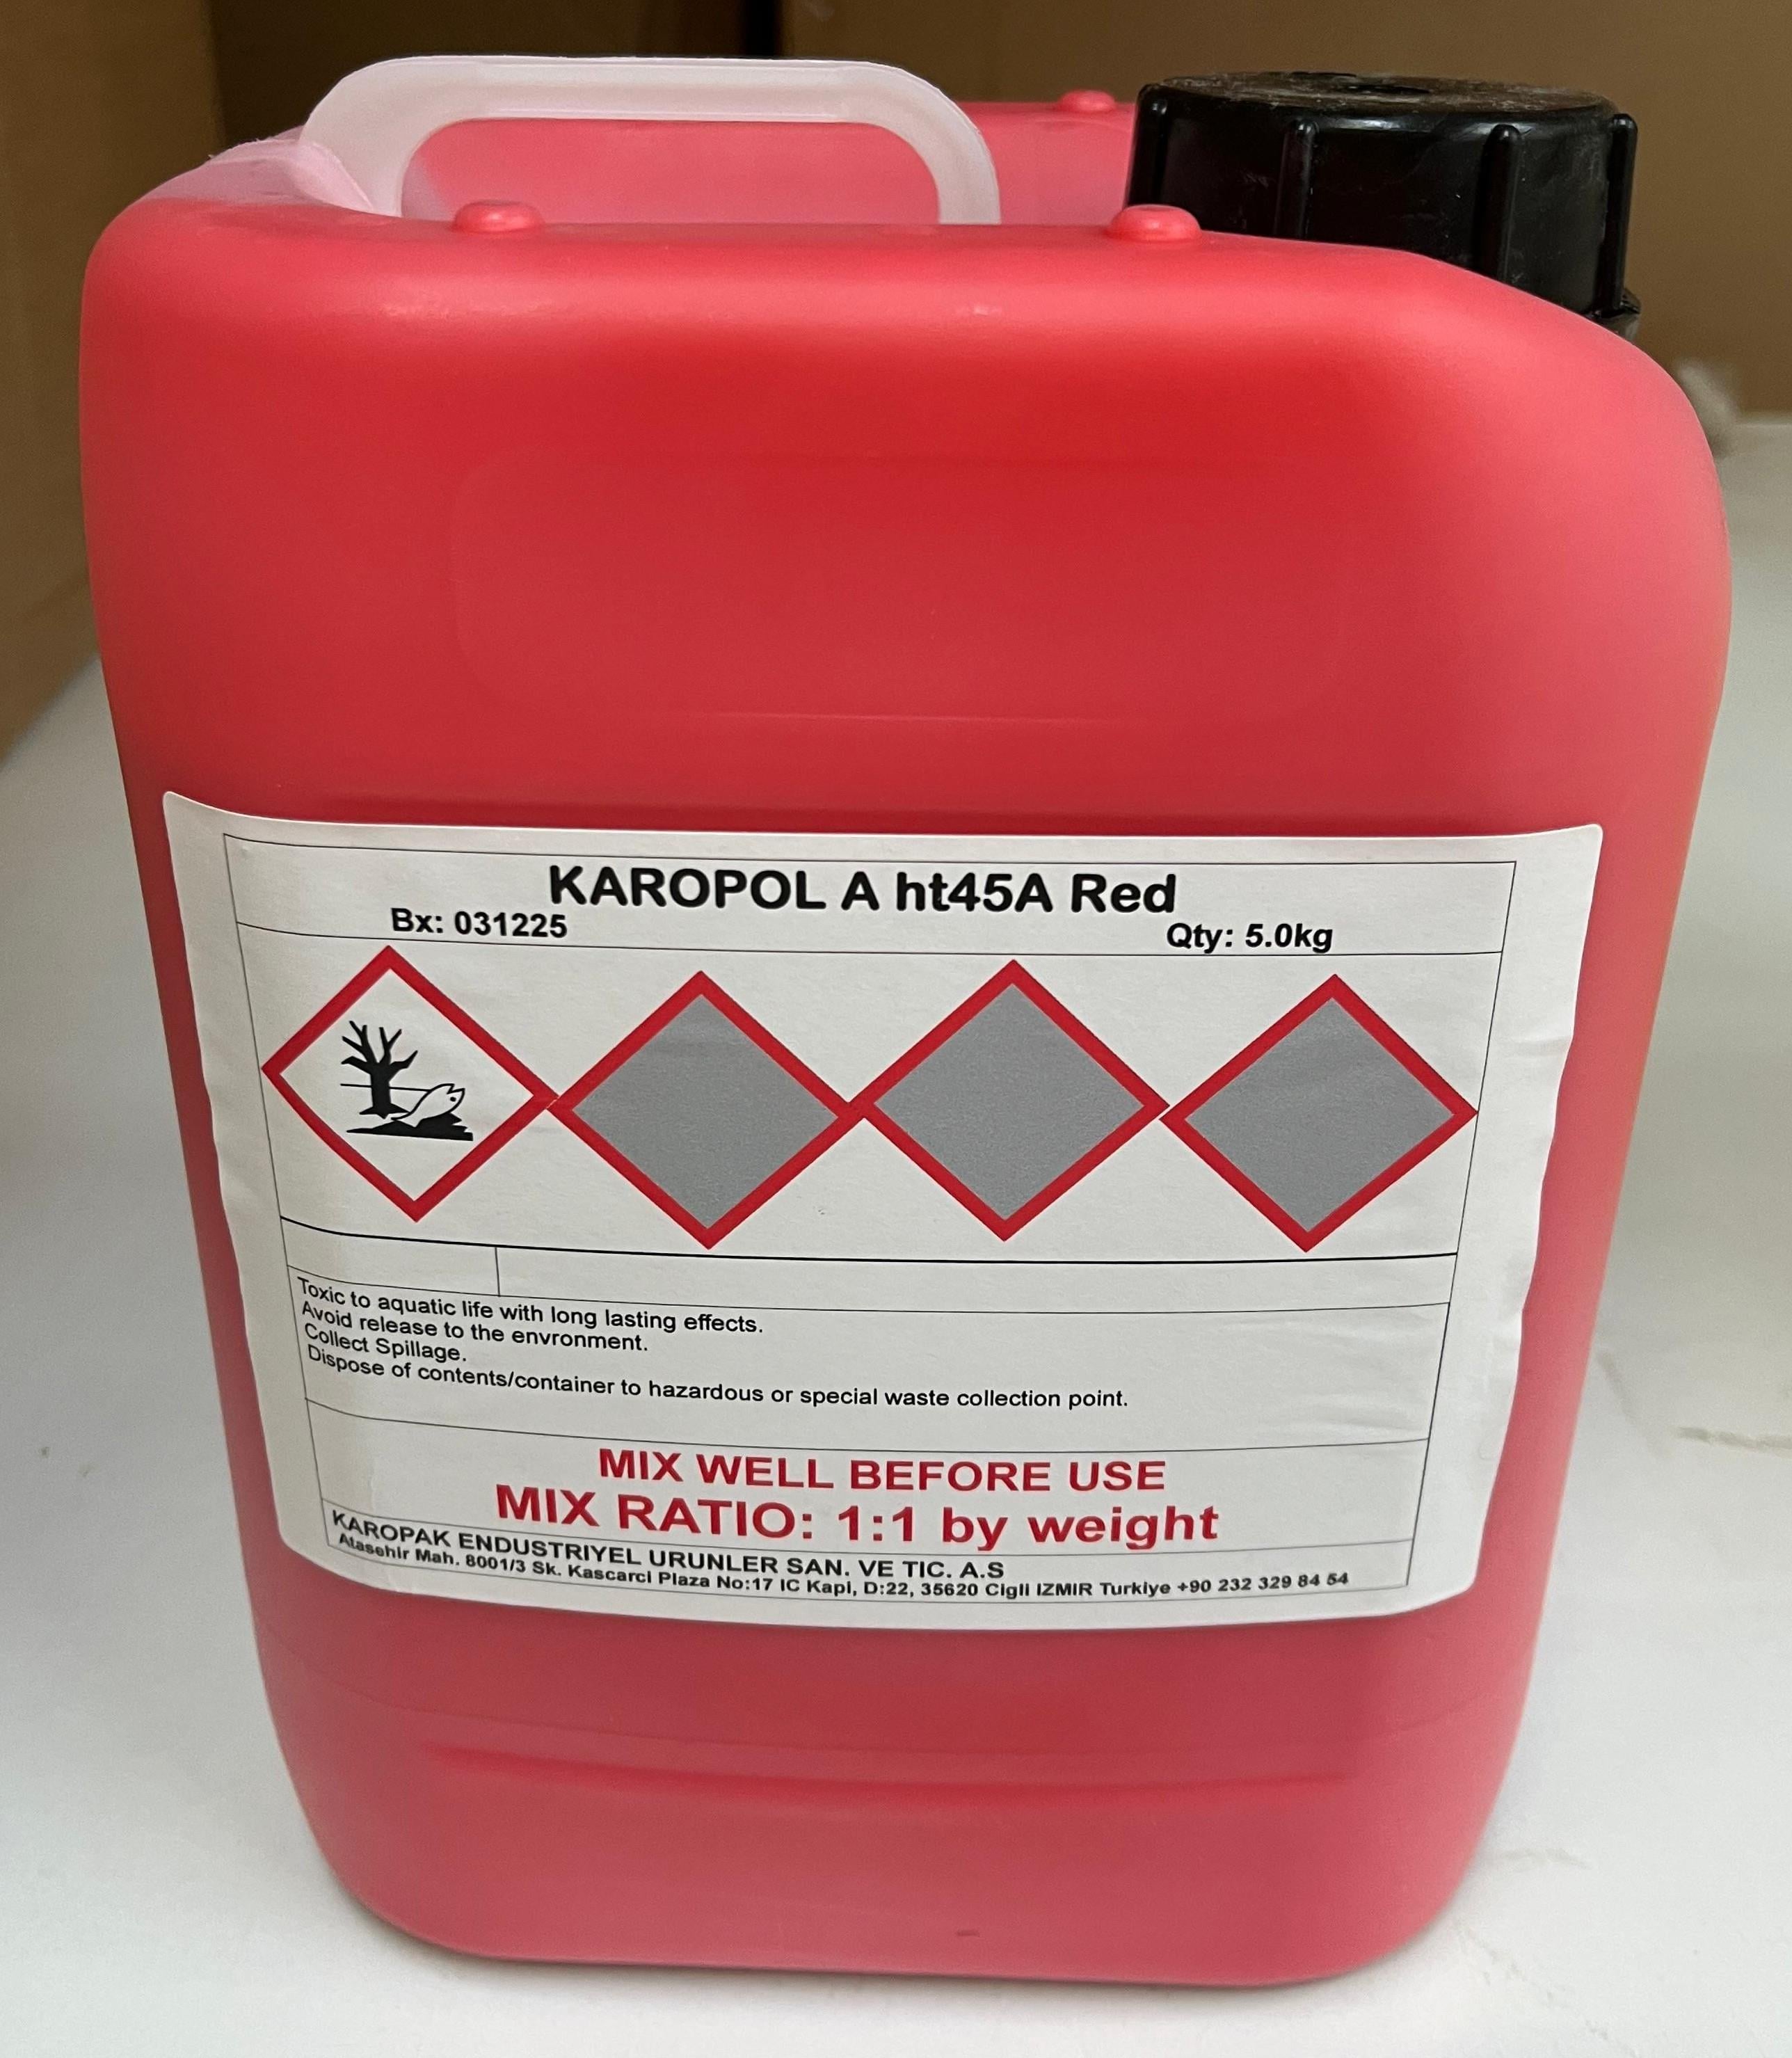 KAROPOL A ht45A Red
Bx: 031225 Qty: 5.0kg
Toxic to aquatic life with long lasting effects.
Avoid release to the envronment.
Collect Spillage.
Dispose of contents/container to hazardous or special waste collection point.
MIX WELL BEFORE USE
MIX RATIO: 1:1 by weight
KAROPAK ENDUSTRIYEL URUNLER SAN. VE TIC. A.S
Atasehir Mah. 8001/3 Sk. Kascarci Plaza No:17 IC Kapi, D:22, 35620 Cigli IZMIR Turkiye +90 232 329 84 54